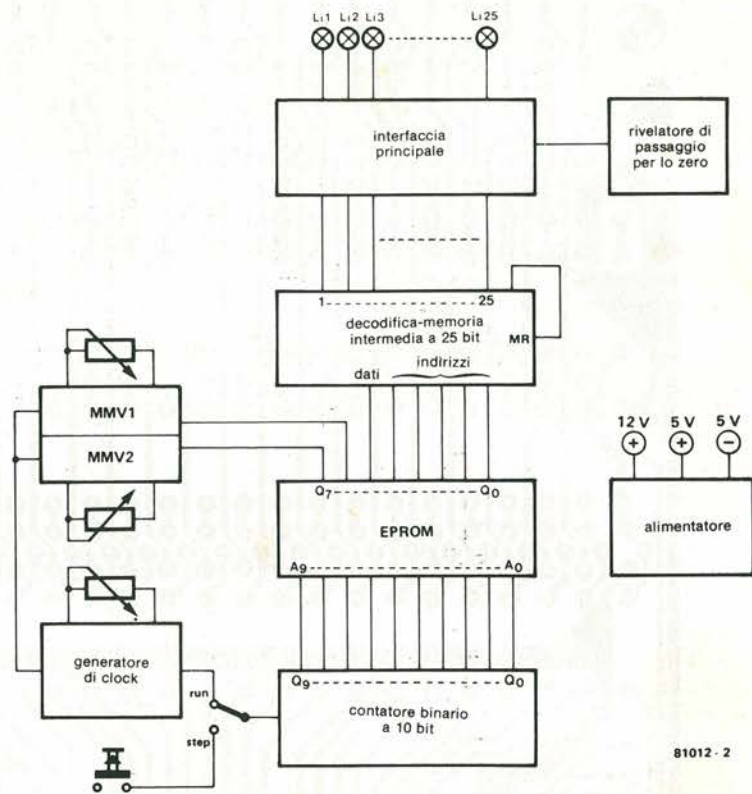 Li1 Li2 Li3 Li25
interfaccia
principale
rivelatore di
passaggio
per lo zero
1 25
decodifica-memoria
intermedia a 25 bit
MR
dati indirizzi
MMV1
MMV2
12 V 5 V 5 V
+ + −
alimentatore
Q7 Q0
EPROM
A9 A0
generatore
di clock
run
step
Q9 Q0
contatore binario
a 10 bit
81012 - 2